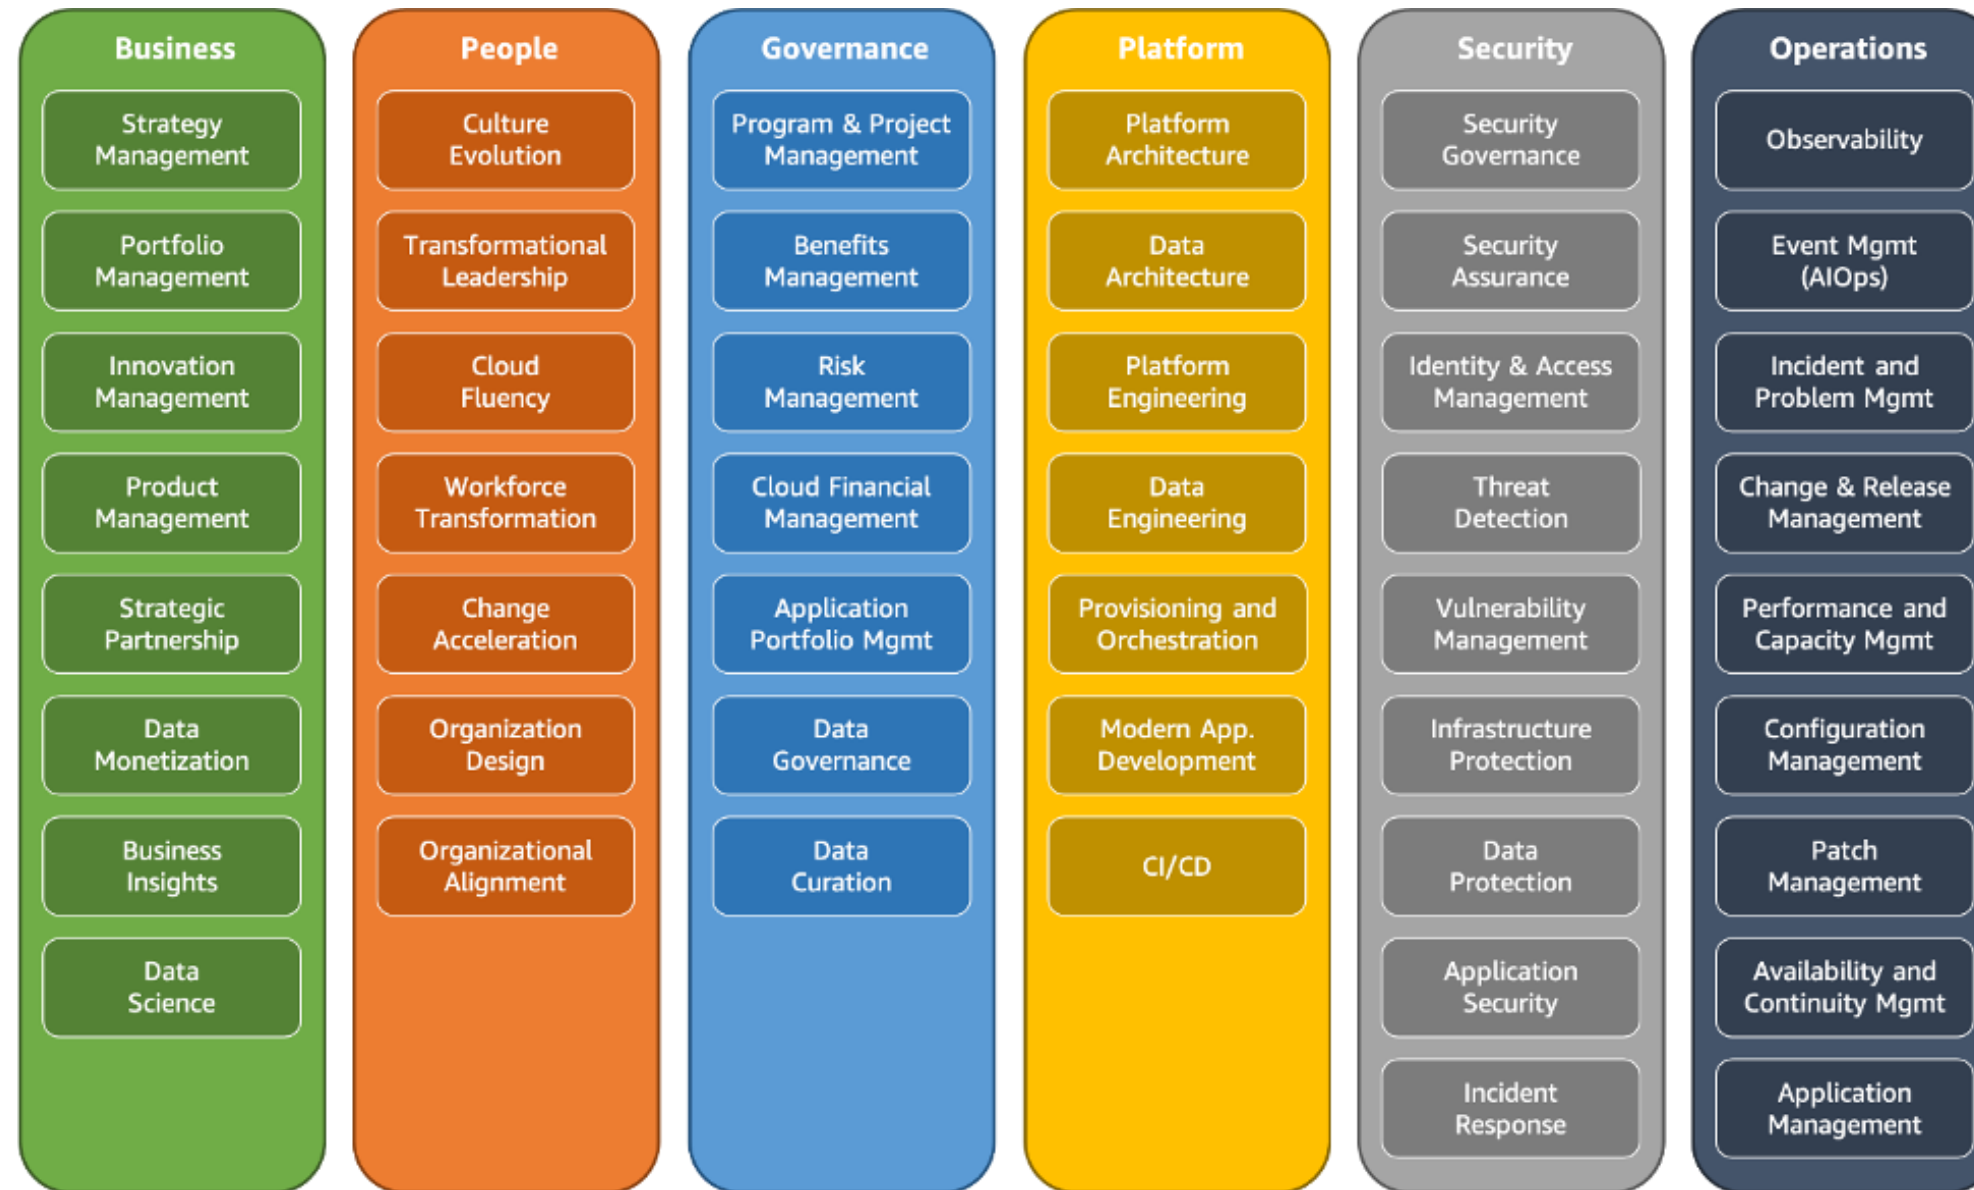 Business
Strategy
Management
Portfolio
Management
Innovation
Management
Product
Management
Strategic
Partnership
Data
Monetization
Business
Insights
Data
Science
People
Culture
Evolution
Transformational
Leadership
Cloud
Fluency
Workforce
Transformation
Change
Acceleration
Organization
Design
Organizational
Alignment
Governance
Program & Project
Management
Benefits
Management
Risk
Management
Cloud Financial
Management
Application
Portfolio Mgmt
Data
Governance
Data
Curation
Platform
Platform
Architecture
Data
Architecture
Platform
Engineering
Data
Engineering
Provisioning and
Orchestration
Modern App.
Development
CI/CD
Security
Security
Governance
Security
Assurance
Identity & Access
Management
Threat
Detection
Vulnerability
Management
Infrastructure
Protection
Data
Protection
Application
Security
Incident
Response
Operations
Observability
Event Mgmt
(AIOps)
Incident and
Problem Mgmt
Change & Release
Management
Performance and
Capacity Mgmt
Configuration
Management
Patch
Management
Availability and
Continuity Mgmt
Application
Management